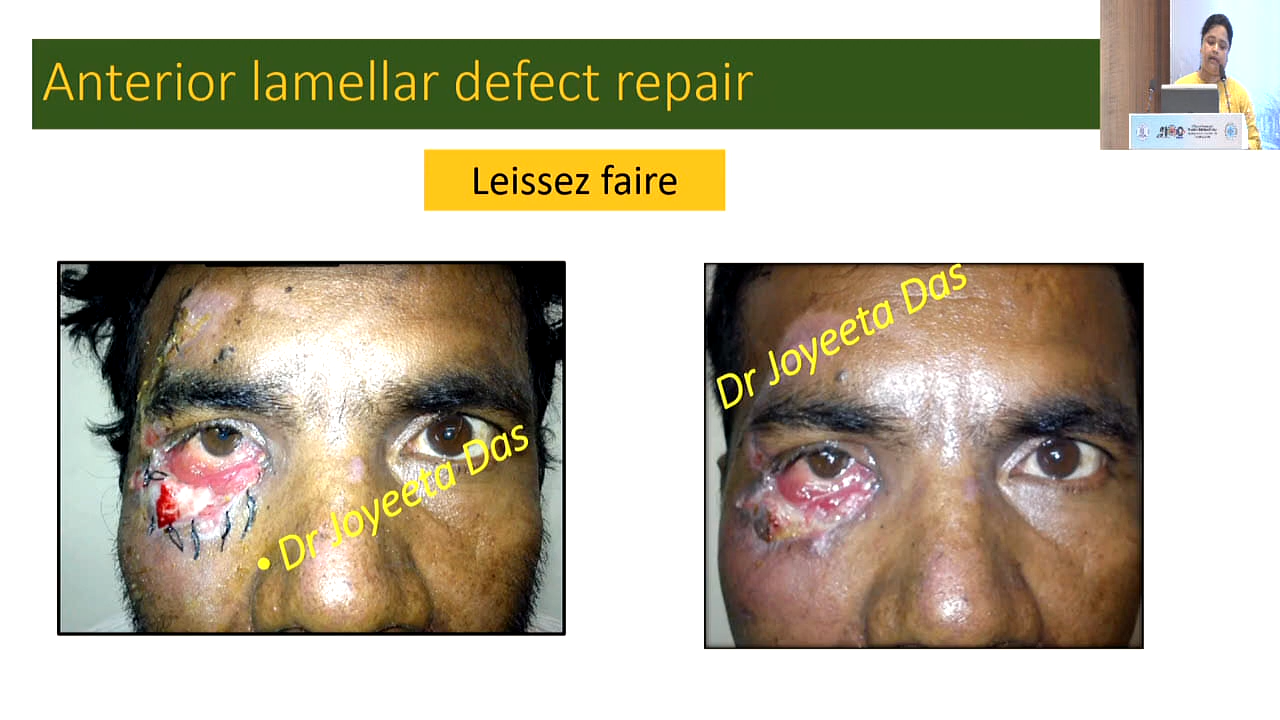 Anterior lamellar defect repair
Leissez faire
• Dr Joyeeta Das
Dr Joyeeta Das